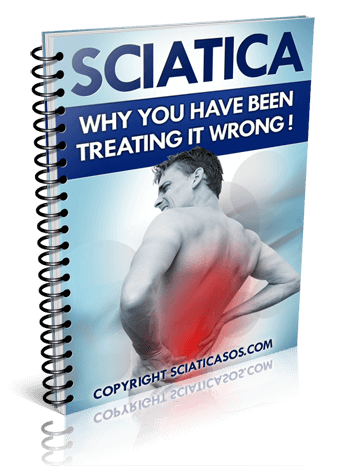 SCIATICA
WHY YOU HAVE BEEN
TREATING IT WRONG!
COPYRIGHT SCIATICASOS.COM